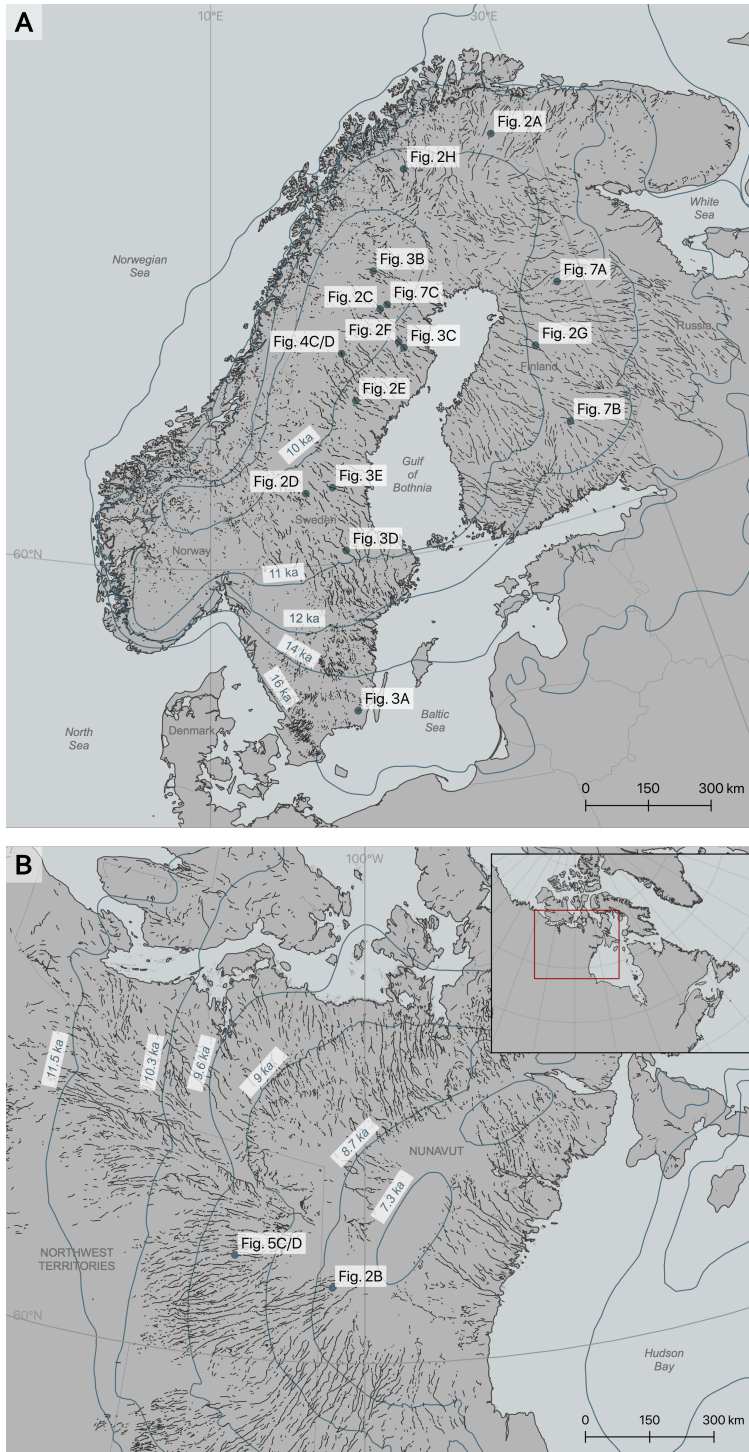 A
10°E
30°E
Fig. 2A
Fig. 2H
White
Sea
Norwegian
Sea
Fig. 3B
Fig. 7A
Fig. 2C
Fig. 7C
Russia
Fig. 2F
Fig. 3C
Fig. 2G
Fig. 4C/D
Finland
Fig. 2E
Fig. 7B
10 ka
Gulf
of
Bothnia
Fig. 2D
Fig. 3E
Sweden
Fig. 3D
Norway
60°N
11 ka
12 ka
14 ka
16 ka
Fig. 3A
North
Sea
Denmark
Baltic
Sea
0 150 300 km
B
100°W
11.5 ka
10.3 ka
9.6 ka
9 ka
8.7 ka
NUNAVUT
7.3 ka
Fig. 5C/D
NORTHWEST
TERRITORIES
Fig. 2B
60°N
Hudson
Bay
0 150 300 km